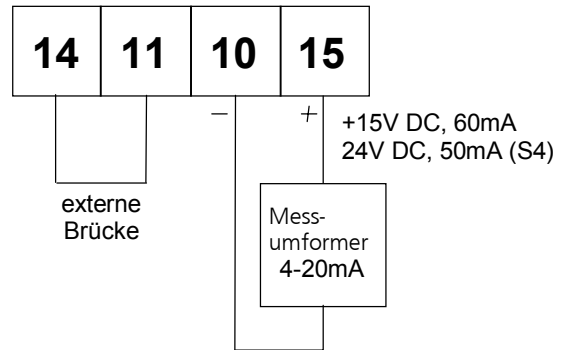 14 11 10 15
− +
+15V DC, 60mA
24V DC, 50mA (S4)
externe
Brücke
Mess-
umformer
4-20mA